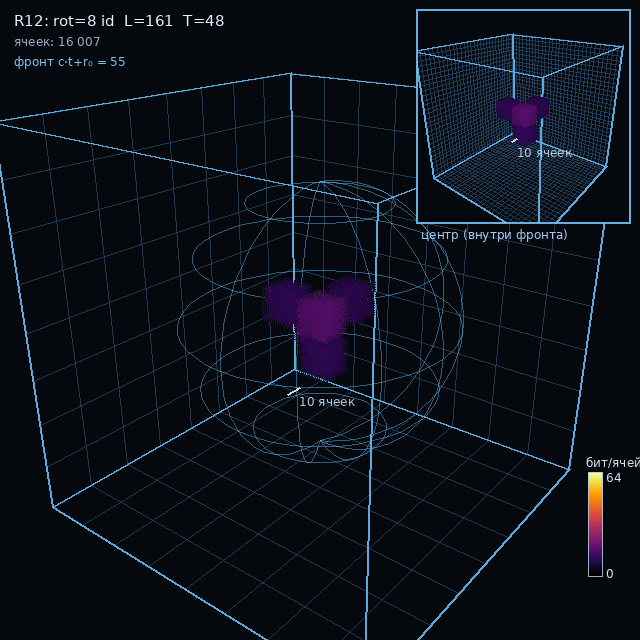 R12: rot=8 id  L=161  T=48
ячеек: 16 007
фронт c·t+r₀ = 55
10 ячеек
центр (внутри фронта)
10 ячеек
бит/ячей
64
0